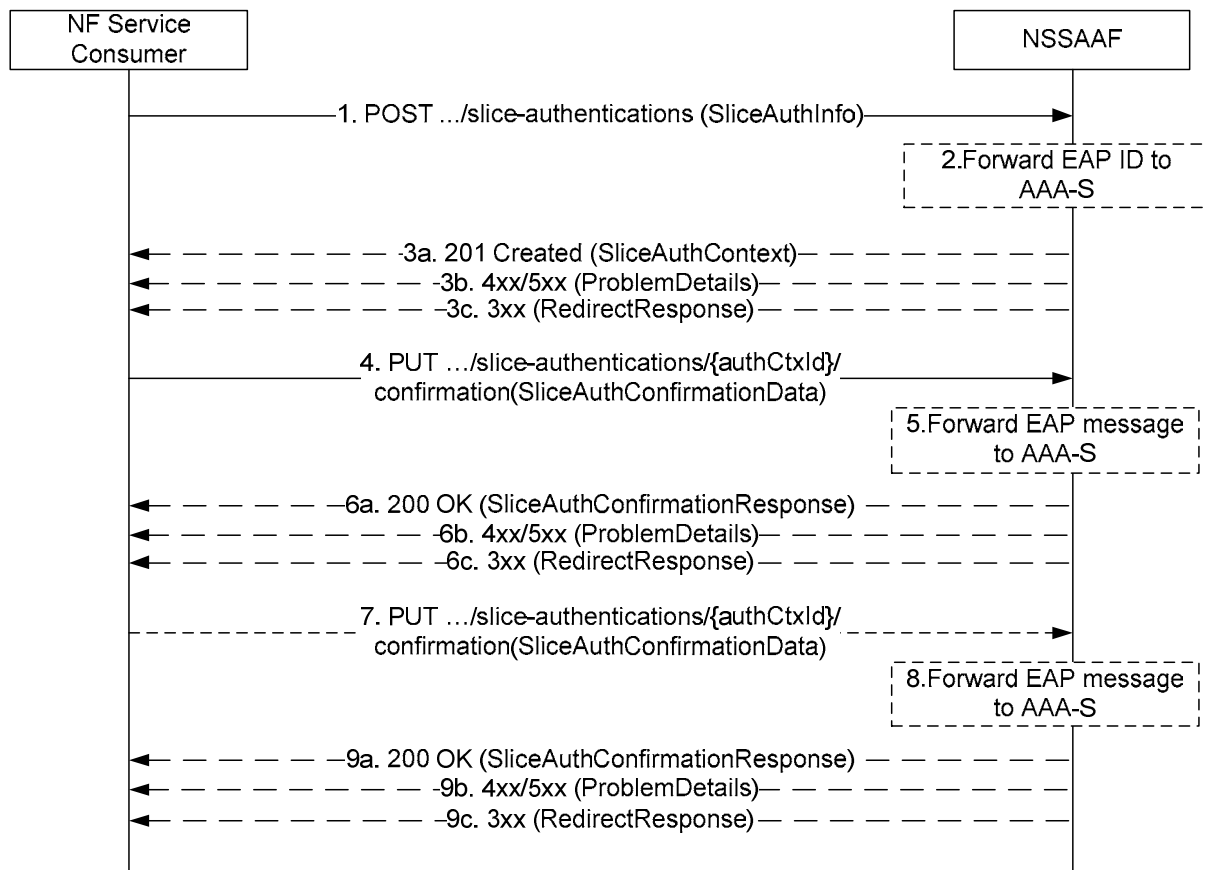 NF Service
Consumer
NSSAAF
1. POST .../slice-authentications (SliceAuthInfo)
2.Forward EAP ID to
AAA-S
3a. 201 Created (SliceAuthContext)
3b. 4xx/5xx (ProblemDetails)
3c. 3xx (RedirectResponse)
4. PUT .../slice-authentications/{authCtxId}/
confirmation(SliceAuthConfirmationData)
5.Forward EAP message
to AAA-S
6a. 200 OK (SliceAuthConfirmationResponse)
6b. 4xx/5xx (ProblemDetails)
6c. 3xx (RedirectResponse)
7. PUT .../slice-authentications/{authCtxId}/
confirmation(SliceAuthConfirmationData)
8.Forward EAP message
to AAA-S
9a. 200 OK (SliceAuthConfirmationResponse)
9b. 4xx/5xx (ProblemDetails)
9c. 3xx (RedirectResponse)